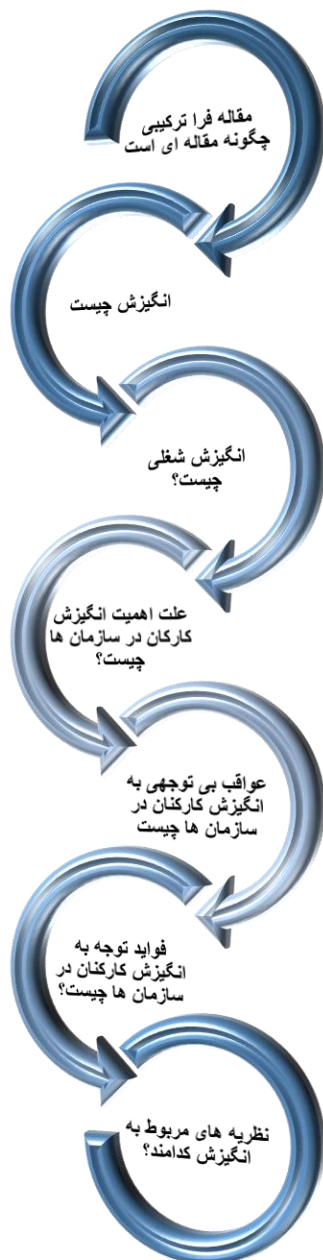 مقاله فرا ترکیبی
چگونه مقاله ای است
انگیزش چیست
انگیزش شغلی
چیست؟
علت اهمیت انگیزش
کارکان در سازمان ها
چیست؟
عواقب بی توجهی به
انگیزش کارکنان در
سازمان ها چیست
فواید توجه به
انگیزش کارکنان در
سازمان ها چیست؟
نظریه های مربوط به
انگیزش کدامند؟